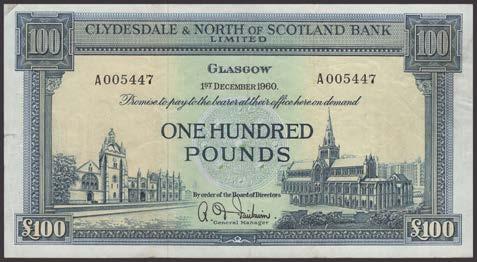 100 CLYDESDALE & NORTH OF SCOTLAND BANK 100
LIMITED
GLASGOW
A005447 A005447
1ST DECEMBER 1960.
Promise to pay to the bearer at their office here on demand
ONE HUNDRED
POUNDS
By order of the Board of Directors
General Manager
£100 £100